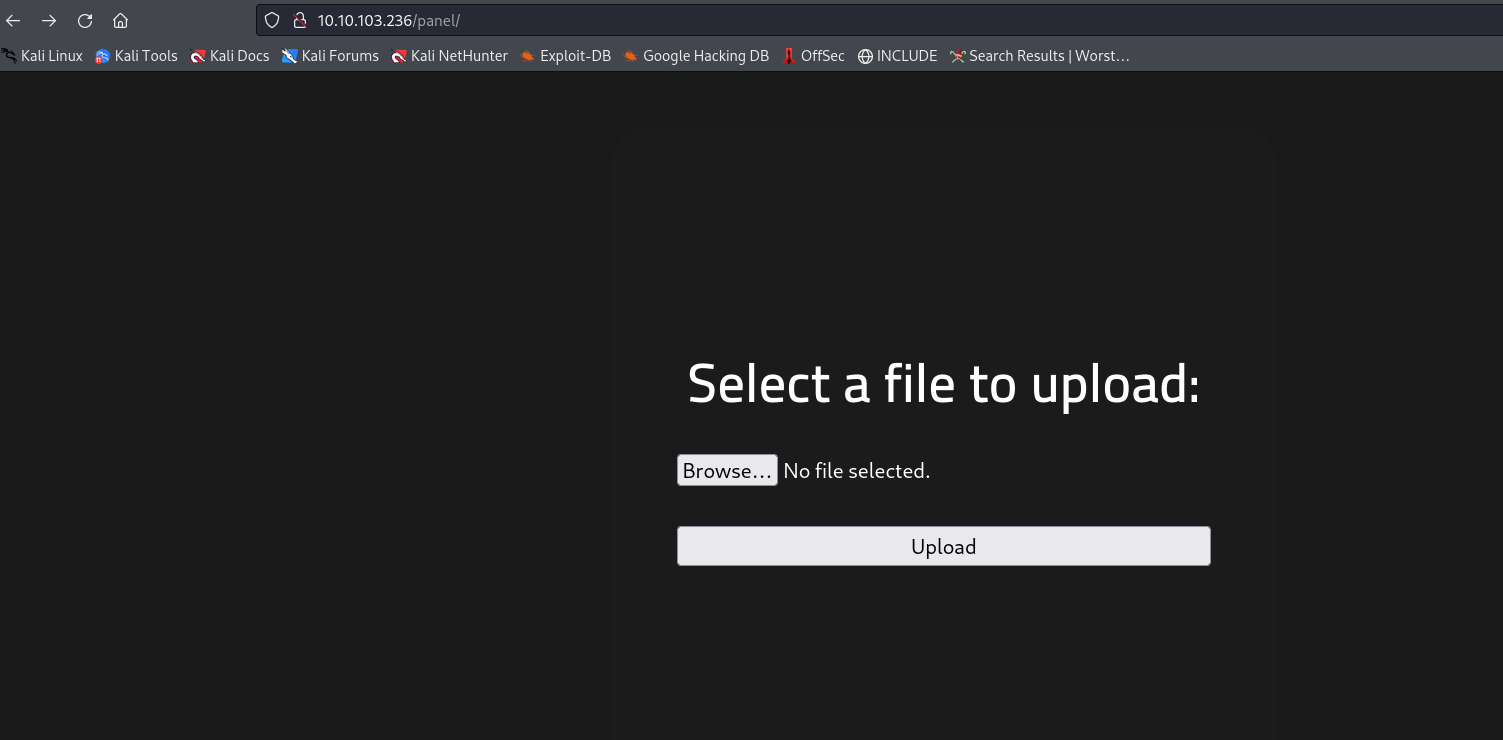 10.10.103.236/panel/
Kali Linux Kali Tools Kali Docs Kali Forums Kali NetHunter Exploit-DB Google Hacking DB OffSec INCLUDE Search Results | Worst…
Select a file to upload:
Browse… No file selected.
Upload